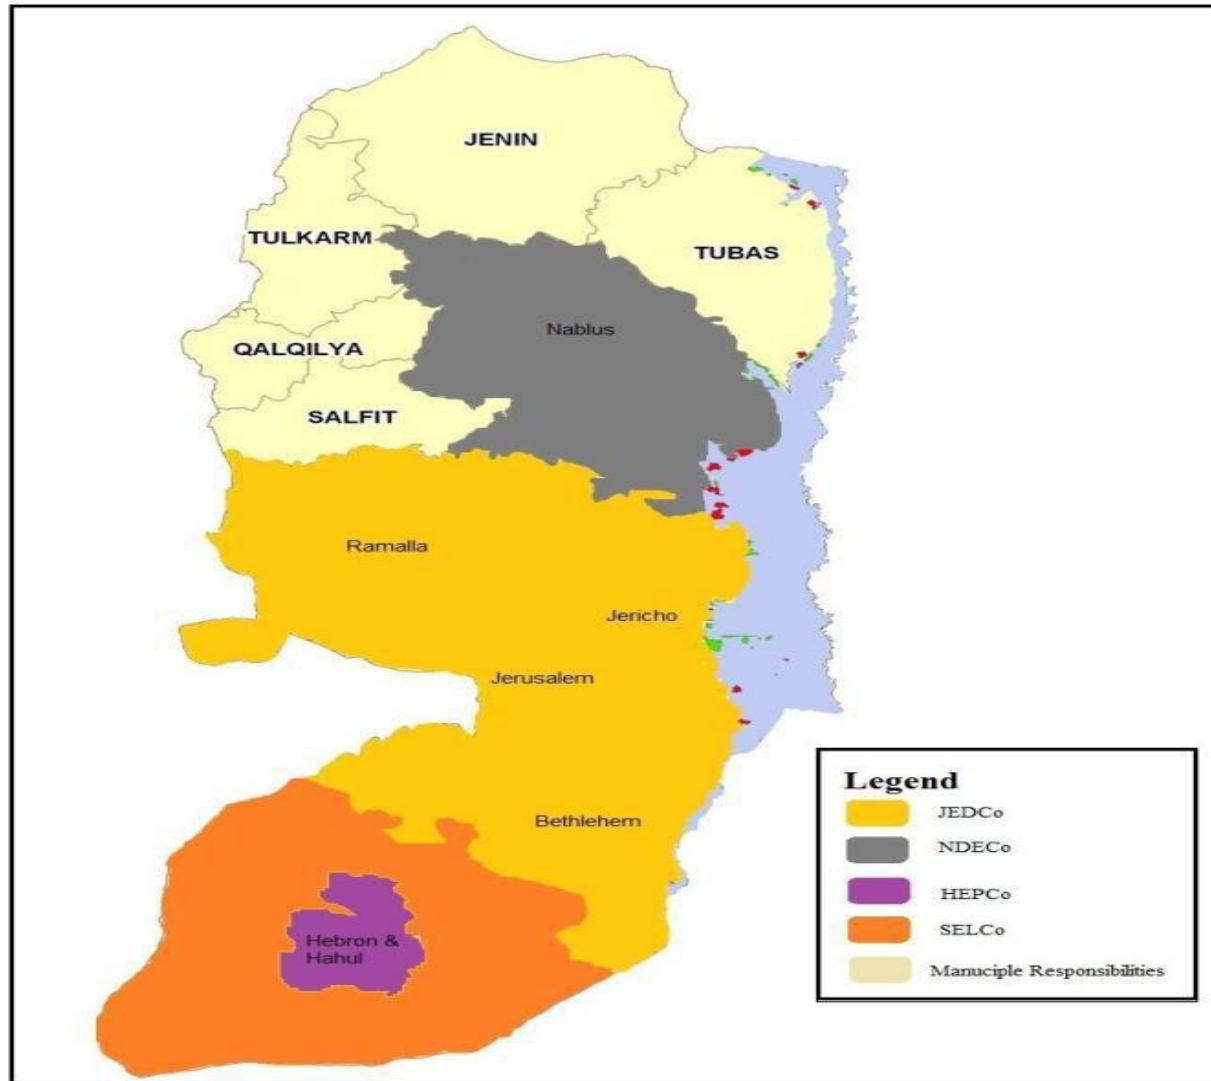 JENIN
TULKARM
TUBAS
Nablus
QALQILYA
SALFIT
Ramalla
Jericho
Jerusalem
Bethlehem
Hebron &
Hahul
Legend
JEDCo
NDECo
HEPCo
SELCo
Manuciple Responsibilities